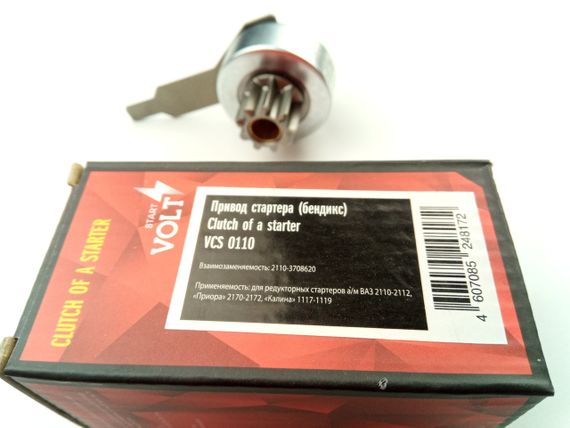 CLUTCH OF A STARTER
START
VOLT
Привод стартера (бендикс)
Clutch of a starter
VCS 0110
Взаимозаменяемость: 2110-3708620
Применяемость: для редукторных стартеров а/м ВАЗ 2110-2112,
«Приора» 2170-2172, «Калина» 1117-1119
4 607085 248172